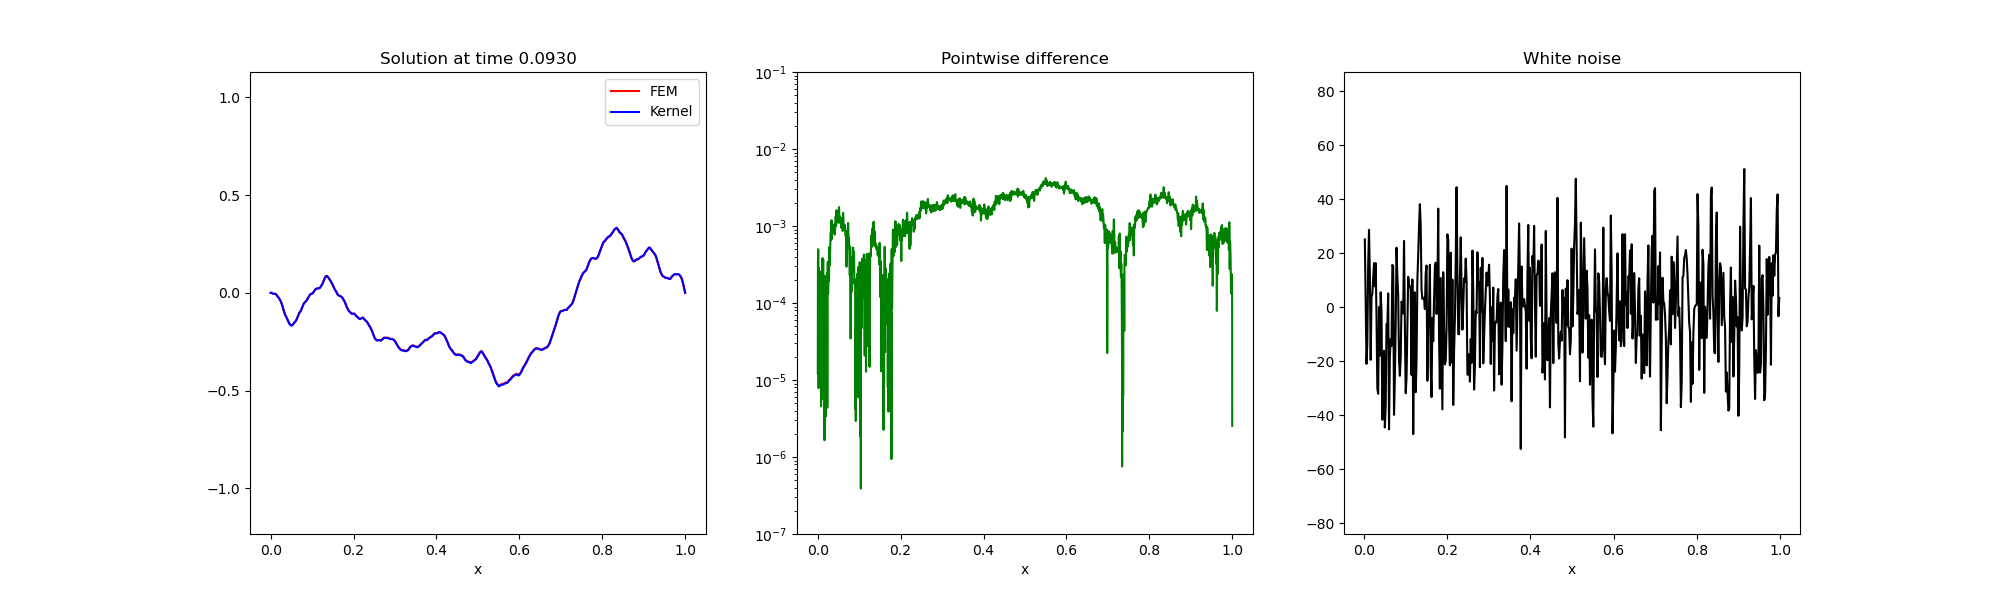 Solution at time 0.0930
1.0
0.5
0.0
−0.5
−1.0
0.0 0.2 0.4 0.6 0.8 1.0
x
FEM
Kernel
Pointwise difference
10⁻¹
10⁻²
10⁻³
10⁻⁴
10⁻⁵
10⁻⁶
10⁻⁷
0.0 0.2 0.4 0.6 0.8 1.0
x
White noise
80
60
40
20
0
−20
−40
−60
−80
0.0 0.2 0.4 0.6 0.8 1.0
x